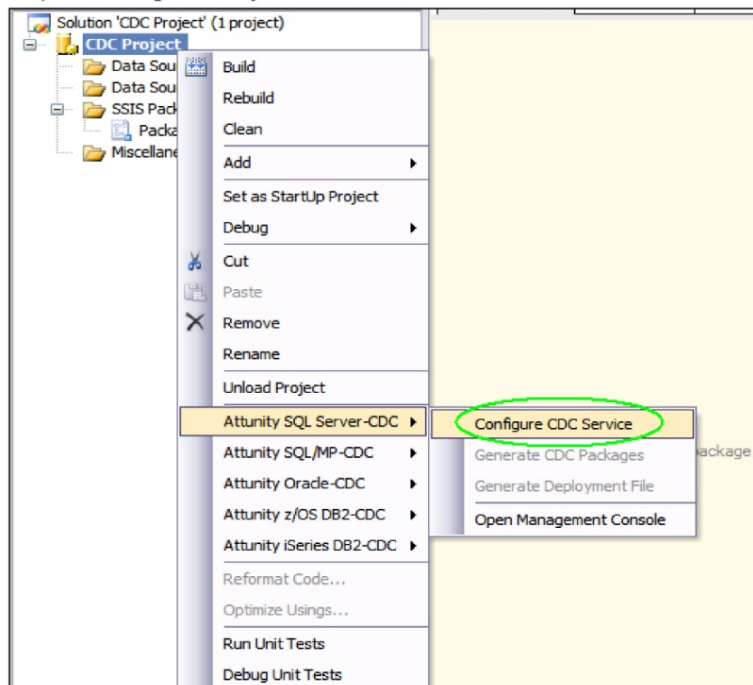 Solution 'CDC Project' (1 project)
CDC Project
Data Sou
Data Sou
SSIS Pack
Packa
Miscellane
Build
Rebuild
Clean
Add
Set as StartUp Project
Debug
Cut
Paste
Remove
Rename
Unload Project
Attunity SQL Server-CDC
Attunity SQL/MP-CDC
Attunity Oracle-CDC
Attunity z/OS DB2-CDC
Attunity iSeries DB2-CDC
Reformat Code...
Optimize Usings...
Run Unit Tests
Debug Unit Tests
Configure CDC Service
Generate CDC Packages
Generate Deployment File
Open Management Console
package